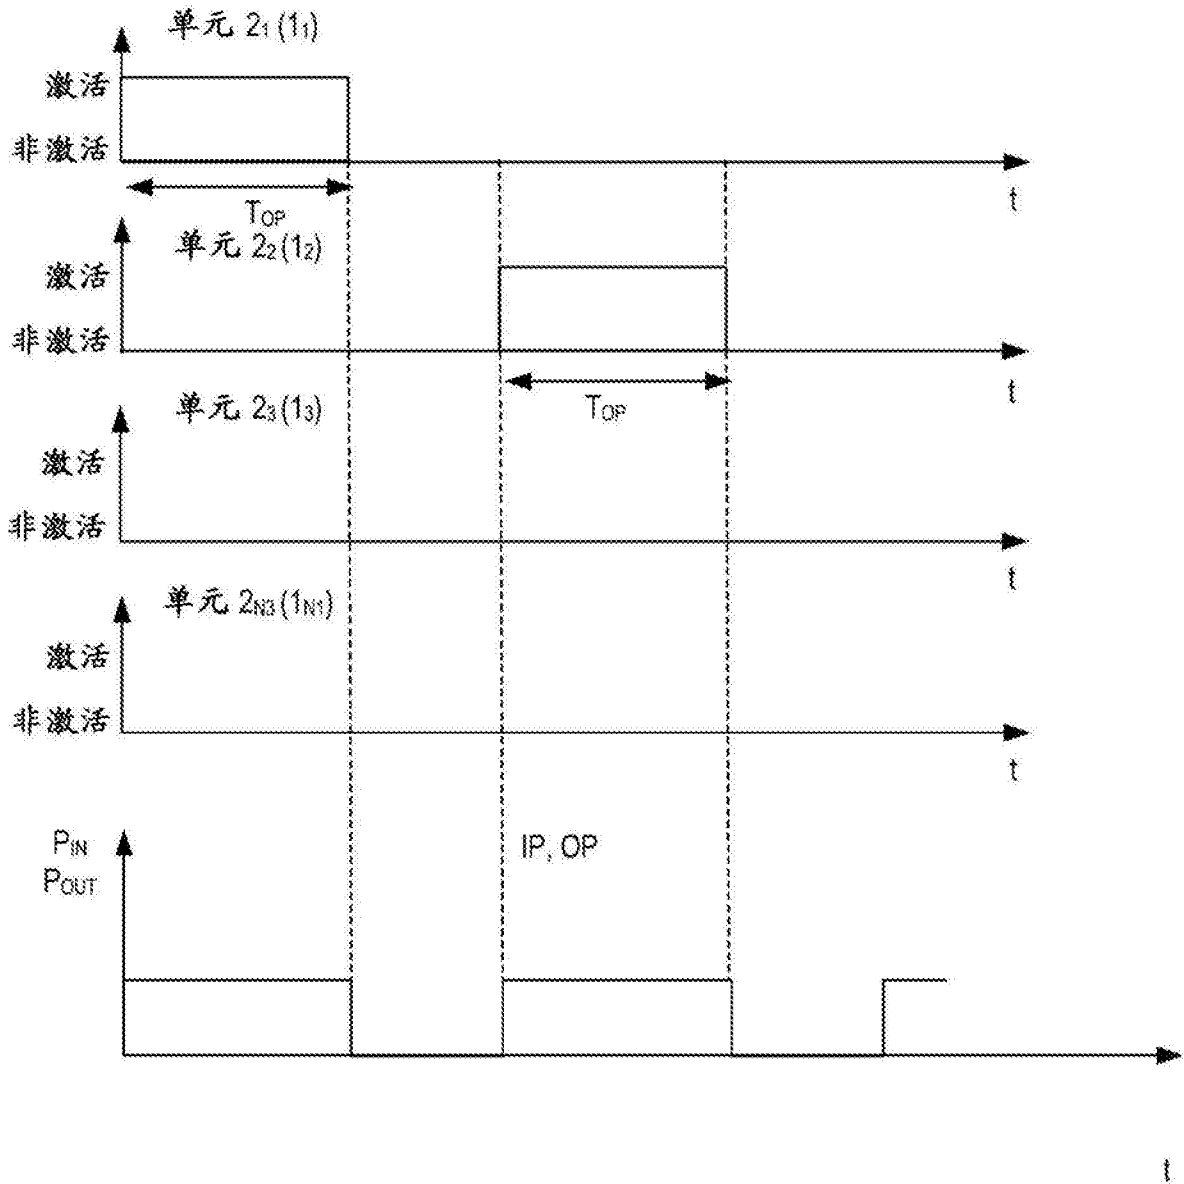 单元 2₁(1₁)
激活
非激活
t
T_OP
单元 2₂(1₂)
激活
非激活
t
T_OP
单元 2₃(1₃)
激活
非激活
t
单元 2_N3(1_N1)
激活
非激活
t
P_IN
P_OUT
IP, OP
t